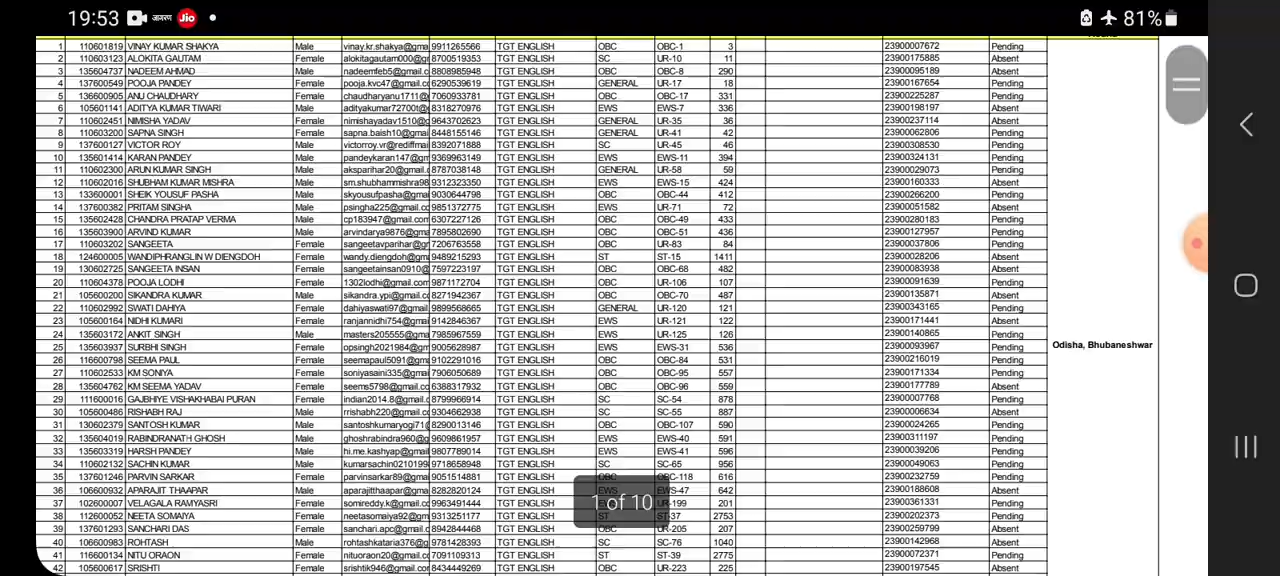 19:53 आगरण Jio 81%
1 110601819 VINAY KUMAR SHAKYA Male vinay.kr.shakya@gma 9911265566 TGT ENGLISH OBC OBC-1 3 23900007672 Pending
2 110603123 ALOKITA GAUTAM Female alokitagautam000@ga 8700519353 TGT ENGLISH SC UR-10 11 23900175885 Absent
3 135604737 NADEEM AHMAD Male nadeemfeb5@gmail.c 8808985948 TGT ENGLISH OBC OBC-8 290 23900095189 Absent
4 137600549 POOJA PANDEY Female pooja.kvc47@gmail.c 6290539619 TGT ENGLISH GENERAL UR-17 18 23900167654 Pending
5 136600905 ANU CHAUDHARY Female chaudharyanu1711@ 7060933781 TGT ENGLISH OBC OBC-17 331 23900225287 Pending
6 105601141 ADITYA KUMAR TIWARI Male adityakumar72700t@ 8318270976 TGT ENGLISH EWS EWS-7 336 23900198197 Absent
7 110602451 NIMISHA YADAV Female nimishayadav1510@ 9643702623 TGT ENGLISH GENERAL UR-35 36 23900237114 Absent
8 110603200 SAPNA SINGH Female sapna.baish10@gmai 8448155146 TGT ENGLISH GENERAL UR-41 42 23900062806 Pending
9 137600127 VICTOR ROY Male victorroy.vr@rediffmai 8392071888 TGT ENGLISH SC UR-45 46 23900308530 Pending
10 135601414 KARAN PANDEY Male pandeykaran147@gm 9369963149 TGT ENGLISH EWS EWS-11 394 23900324131 Pending
11 110602300 ARUN KUMAR SINGH Male aksparihar20@gmail. 8787038148 TGT ENGLISH GENERAL UR-58 59 23900029073 Pending
12 110602016 SHUBHAM KUMAR MISHRA Male sm.shubhammishra98 9312323350 TGT ENGLISH EWS EWS-15 424 23900160333 Absent
13 133600001 SHEIK YOUSUF PASHA Male skyousufpasha@gma 9030644798 TGT ENGLISH OBC OBC-44 412 23900266200 Pending
14 137600382 PRITAM SINGHA Male psingha225@gmail.co 9851372775 TGT ENGLISH EWS UR-71 72 23900051582 Absent
15 135602428 CHANDRA PRATAP VERMA Male cp183947@gmail.com 6307227126 TGT ENGLISH OBC OBC-49 433 23900280183 Pending
16 135603900 ARVIND KUMAR Male arvindarya9876@gma 7895802690 TGT ENGLISH OBC OBC-51 436 23900127957 Pending
17 110603202 SANGEETA Female sangeetavparihar@gr 7206763558 TGT ENGLISH OBC UR-83 84 23900037806 Pending
18 124600005 WANDIPHRANGLIN W DIENGDOH Female wandy.diengdoh@gm 9489215293 TGT ENGLISH ST ST-15 1411 23900028206 Absent
19 130602725 SANGEETA INSAN Female sangeetainsan0910@ 7597223197 TGT ENGLISH OBC OBC-68 482 23900083938 Absent
20 110604378 POOJA LODHI Female 1302lodhi@gmail.com 9871172704 TGT ENGLISH OBC UR-106 107 23900091639 Pending
21 105600200 SIKANDRA KUMAR Male sikandra.ypi@gmail.c 8271942367 TGT ENGLISH OBC OBC-70 487 23900135871 Absent
22 110602992 SWATI DAHIYA Female dahiyaswati97@gmail. 9899568665 TGT ENGLISH GENERAL UR-120 121 23900343165 Pending
23 105600164 NIDHI KUMARI Female ranjannidhi754@gmai 9142846367 TGT ENGLISH EWS UR-121 122 23900171441 Absent
24 135603172 ANKIT SINGH Male masters205555@gma 7985967559 TGT ENGLISH EWS UR-125 126 23900140865 Pending
25 135603937 SURBHI SINGH Female opsingh2021984@gm 9005628987 TGT ENGLISH EWS EWS-31 536 23900093967 Pending
Odisha, Bhubaneshwar
26 116600798 SEEMA PAUL Female seemapaul5091@gma 9102291016 TGT ENGLISH OBC OBC-84 531 23900216019 Pending
27 110602533 KM SONIYA Female soniyasaini335@gmai 7906050689 TGT ENGLISH OBC OBC-95 557 23900171334 Pending
28 135604762 KM SEEMA YADAV Female seems5798@gmail.co 6388317932 TGT ENGLISH OBC OBC-96 559 23900177789 Absent
29 111600016 GAJBHIYE VISHAKHABAI PURAN Female indian2014.8@gmail.c 8799966914 TGT ENGLISH SC SC-54 878 23900007768 Pending
30 105600486 RISHABH RAJ Male rrishabh220@gmail.co 9304662938 TGT ENGLISH SC SC-55 887 23900006634 Absent
31 130602379 SANTOSH KUMAR Male santoshkumaryogi71@ 8290013146 TGT ENGLISH OBC OBC-107 590 23900024265 Pending
32 135604019 RABINDRANATH GHOSH Male ghoshrabindra960@g 9609861957 TGT ENGLISH EWS EWS-40 591 23900311197 Pending
33 135603319 HARSH PANDEY Male hi.me.kashyap@gmail. 9807789014 TGT ENGLISH EWS EWS-41 596 23900039206 Pending
34 110602132 SACHIN KUMAR Male kumarsachin0210199 9718658948 TGT ENGLISH SC SC-65 956 23900049063 Pending
35 137601246 PARVIN SARKAR Male parvinsarkar89@gmai 9051514881 TGT ENGLISH OBC OBC-118 616 23900232759 Pending
36 106600932 APARAJIT THAAPAR Male aparajitthaapar@gmai 8282820124 TGT ENGLISH EWS EWS-47 642 23900188608 Absent
37 102600007 VELAGALA RAMYASRI Female somireddy.k@gmail.co 9963491444 TGT ENGLISH UR-199 201 23900361331 Pending
1 of 10
38 112600052 NEETA SOMAIYA Female neetasomaiya92@gm 9313251177 TGT ENGLISH ST ST-37 2753 23900202373 Pending
39 137601293 SANCHARI DAS Female sanchari.apc@gmail.c 8942844468 TGT ENGLISH OBC UR-205 207 23900259799 Absent
40 106600983 ROHTASH Male rohtashkataria376@g 9781428393 TGT ENGLISH SC SC-76 1040 23900142968 Absent
41 116600134 NITU ORAON Female nituoraon20@gmail.co 7091109313 TGT ENGLISH ST ST-39 2775 23900072371 Pending
42 105600617 SRISHTI Female srishtik946@gmail.co 8434449269 TGT ENGLISH OBC UR-223 225 23900197545 Absent